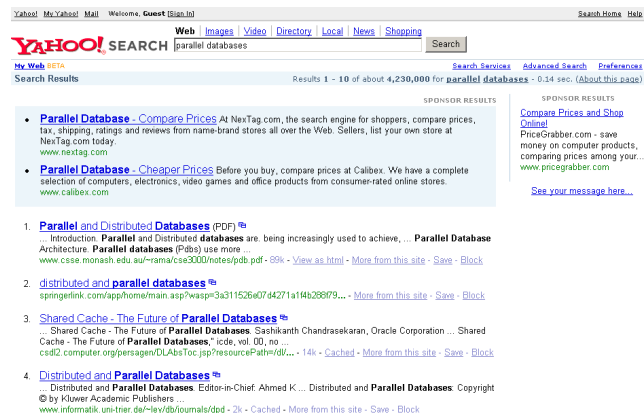 Yahoo! My Yahoo! Mail Welcome, Guest [Sign In] Search Home Help
Web | Images | Video | Directory | Local | News | Shopping
YAHOO! SEARCH parallel databases Search
My Web BETA Search Services Advanced Search Preferences
Search Results Results 1 - 10 of about 4,230,000 for parallel databases - 0.14 sec. (About this page)
SPONSOR RESULTS
• Parallel Database - Compare Prices At NexTag.com, the search engine for shoppers, compare prices,
tax, shipping, ratings and reviews from name-brand stores all over the Web. Sellers, list your own store at
NexTag.com today.
www.nextag.com
• Parallel Database - Cheaper Prices Before you buy, compare prices at Calibex. We have a complete
selection of computers, electronics, video games and office products from consumer-rated online stores.
www.calibex.com
SPONSOR RESULTS
Compare Prices and Shop
Online!
PriceGrabber.com - save
money on computer products,
comparing prices among your...
www.pricegrabber.com
See your message here...
1. Parallel and Distributed Databases (PDF)
... Introduction. Parallel and Distributed databases are. being increasingly used to achieve, ... Parallel Database
Architecture. Parallel databases (Pdbs) use more ...
www.csse.monash.edu.au/~rama/cse3000/notes/pdb.pdf - 89k - View as html - More from this site - Save - Block
2. distributed and parallel databases
springerlink.com/app/home/main.asp?wasp=3a311526e07d4271a1f4b288f79... - More from this site - Save - Block
3. Shared Cache - The Future of Parallel Databases
... Shared Cache - The Future of Parallel Databases. Sashikanth Chandrasekaran, Oracle Corporation ... Shared
Cache - The Future of Parallel Databases," icde, vol. 00, no ...
csdl2.computer.org/persagen/DLAbsToc.jsp?resourcePath=/dl/... - 14k - Cached - More from this site - Save - Block
4. Distributed and Parallel Databases
... Distributed and Parallel Databases. Editor-in-Chief: Ahmed K ... Distributed and Parallel Databases: Copyright
© by Kluwer Academic Publishers ...
www.informatik.uni-trier.de/~ley/db/journals/dpd - 2k - Cached - More from this site - Save - Block